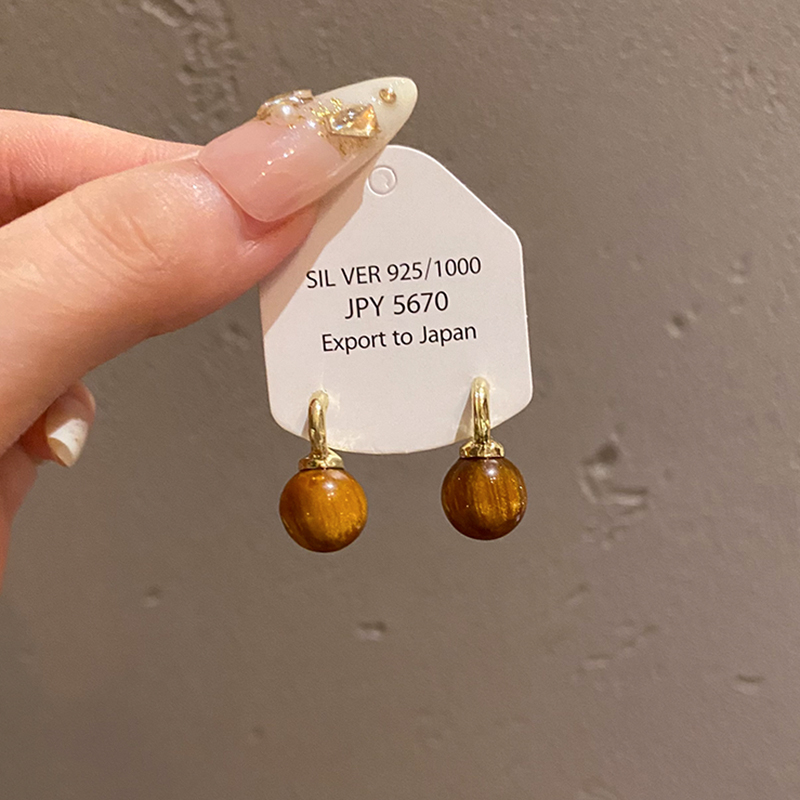 SIL VER 925/1000
JPY 5670
Export to Japan